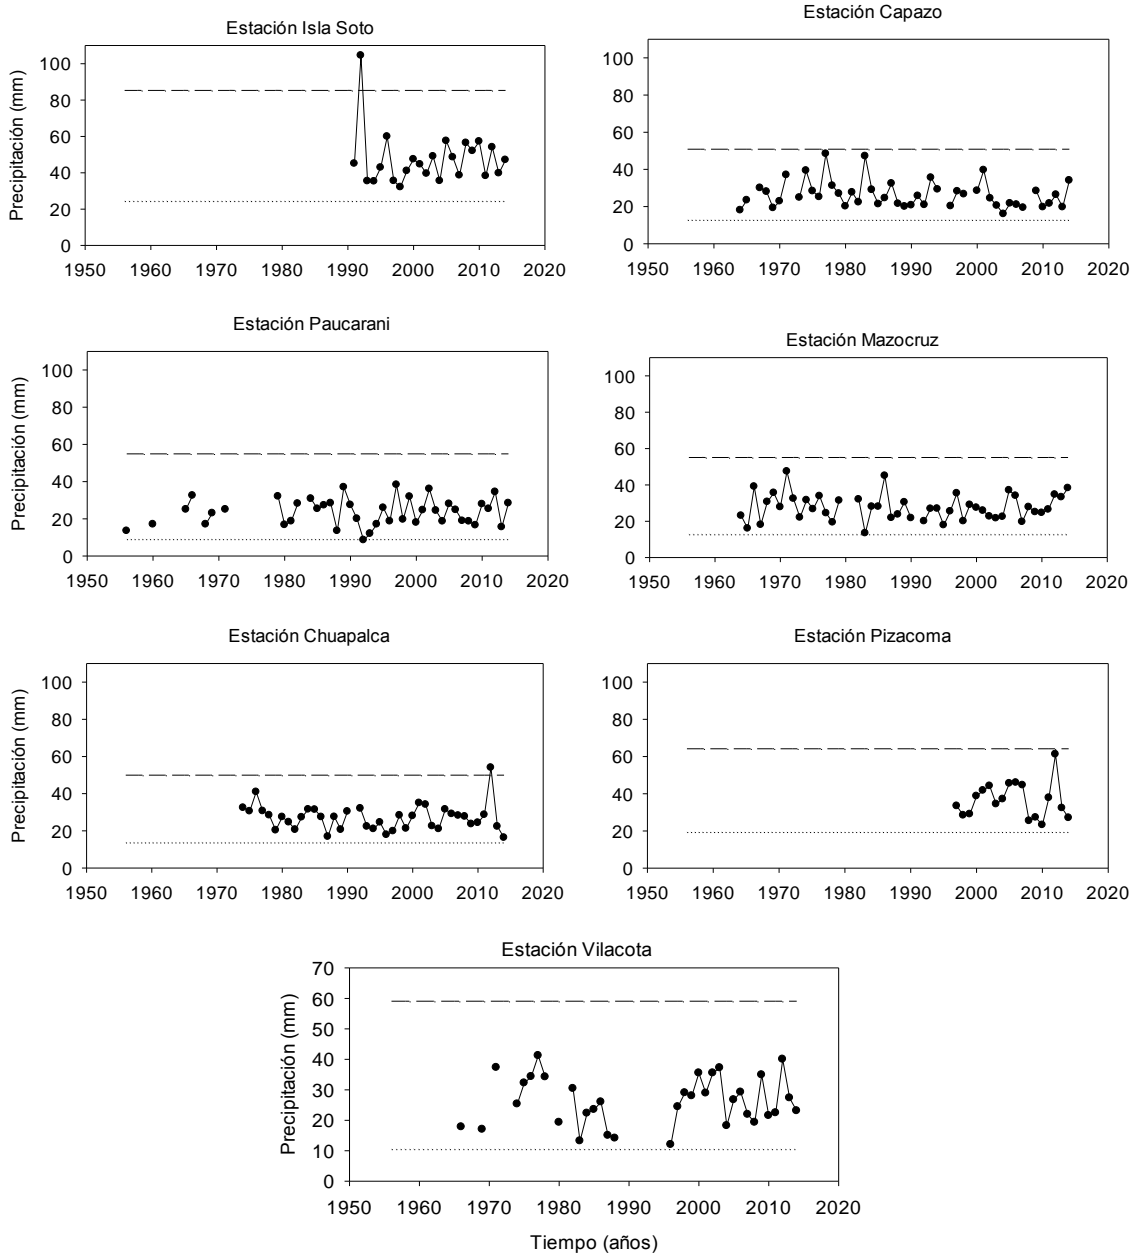 Estación Isla Soto
Precipitación (mm)
100
80
60
40
20
0
1950 1960 1970 1980 1990 2000 2010 2020
Estación Capazo
100
80
60
40
20
0
1950 1960 1970 1980 1990 2000 2010 2020
Estación Paucarani
Precipitación (mm)
100
80
60
40
20
0
1950 1960 1970 1980 1990 2000 2010 2020
Estación Mazocruz
100
80
60
40
20
0
1950 1960 1970 1980 1990 2000 2010 2020
Estación Chuapalca
Precipitación (mm)
100
80
60
40
20
0
1950 1960 1970 1980 1990 2000 2010 2020
Estación Pizacoma
100
80
60
40
20
0
1950 1960 1970 1980 1990 2000 2010 2020
Estación Vilacota
Precipitación (mm)
70
60
50
40
30
20
10
0
1950 1960 1970 1980 1990 2000 2010 2020
Tiempo (años)